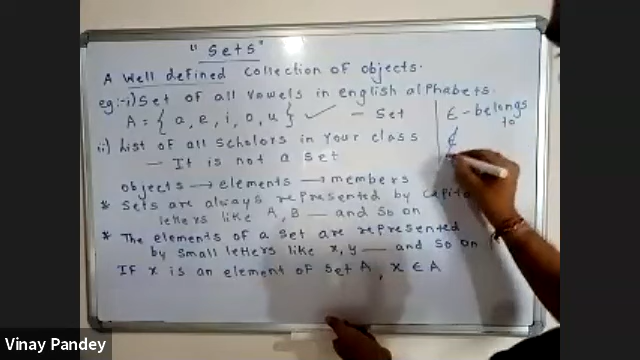 "Sets"
A Well defined collection of objects.
eg:- i) Set of all vowels in english alphabets.
A = { a, e, i, o, u } ✓ - Set
ii) List of all Scholors in your class
- It is not a set
objects → elements → members
* Sets are always represented by Capita
letters like A, B — and so on
* The elements of a set are represented
by small letters like x, y — and so on
If x is an element of set A, x ∈ A
∈ - belongs
to
∉
Vinay Pandey